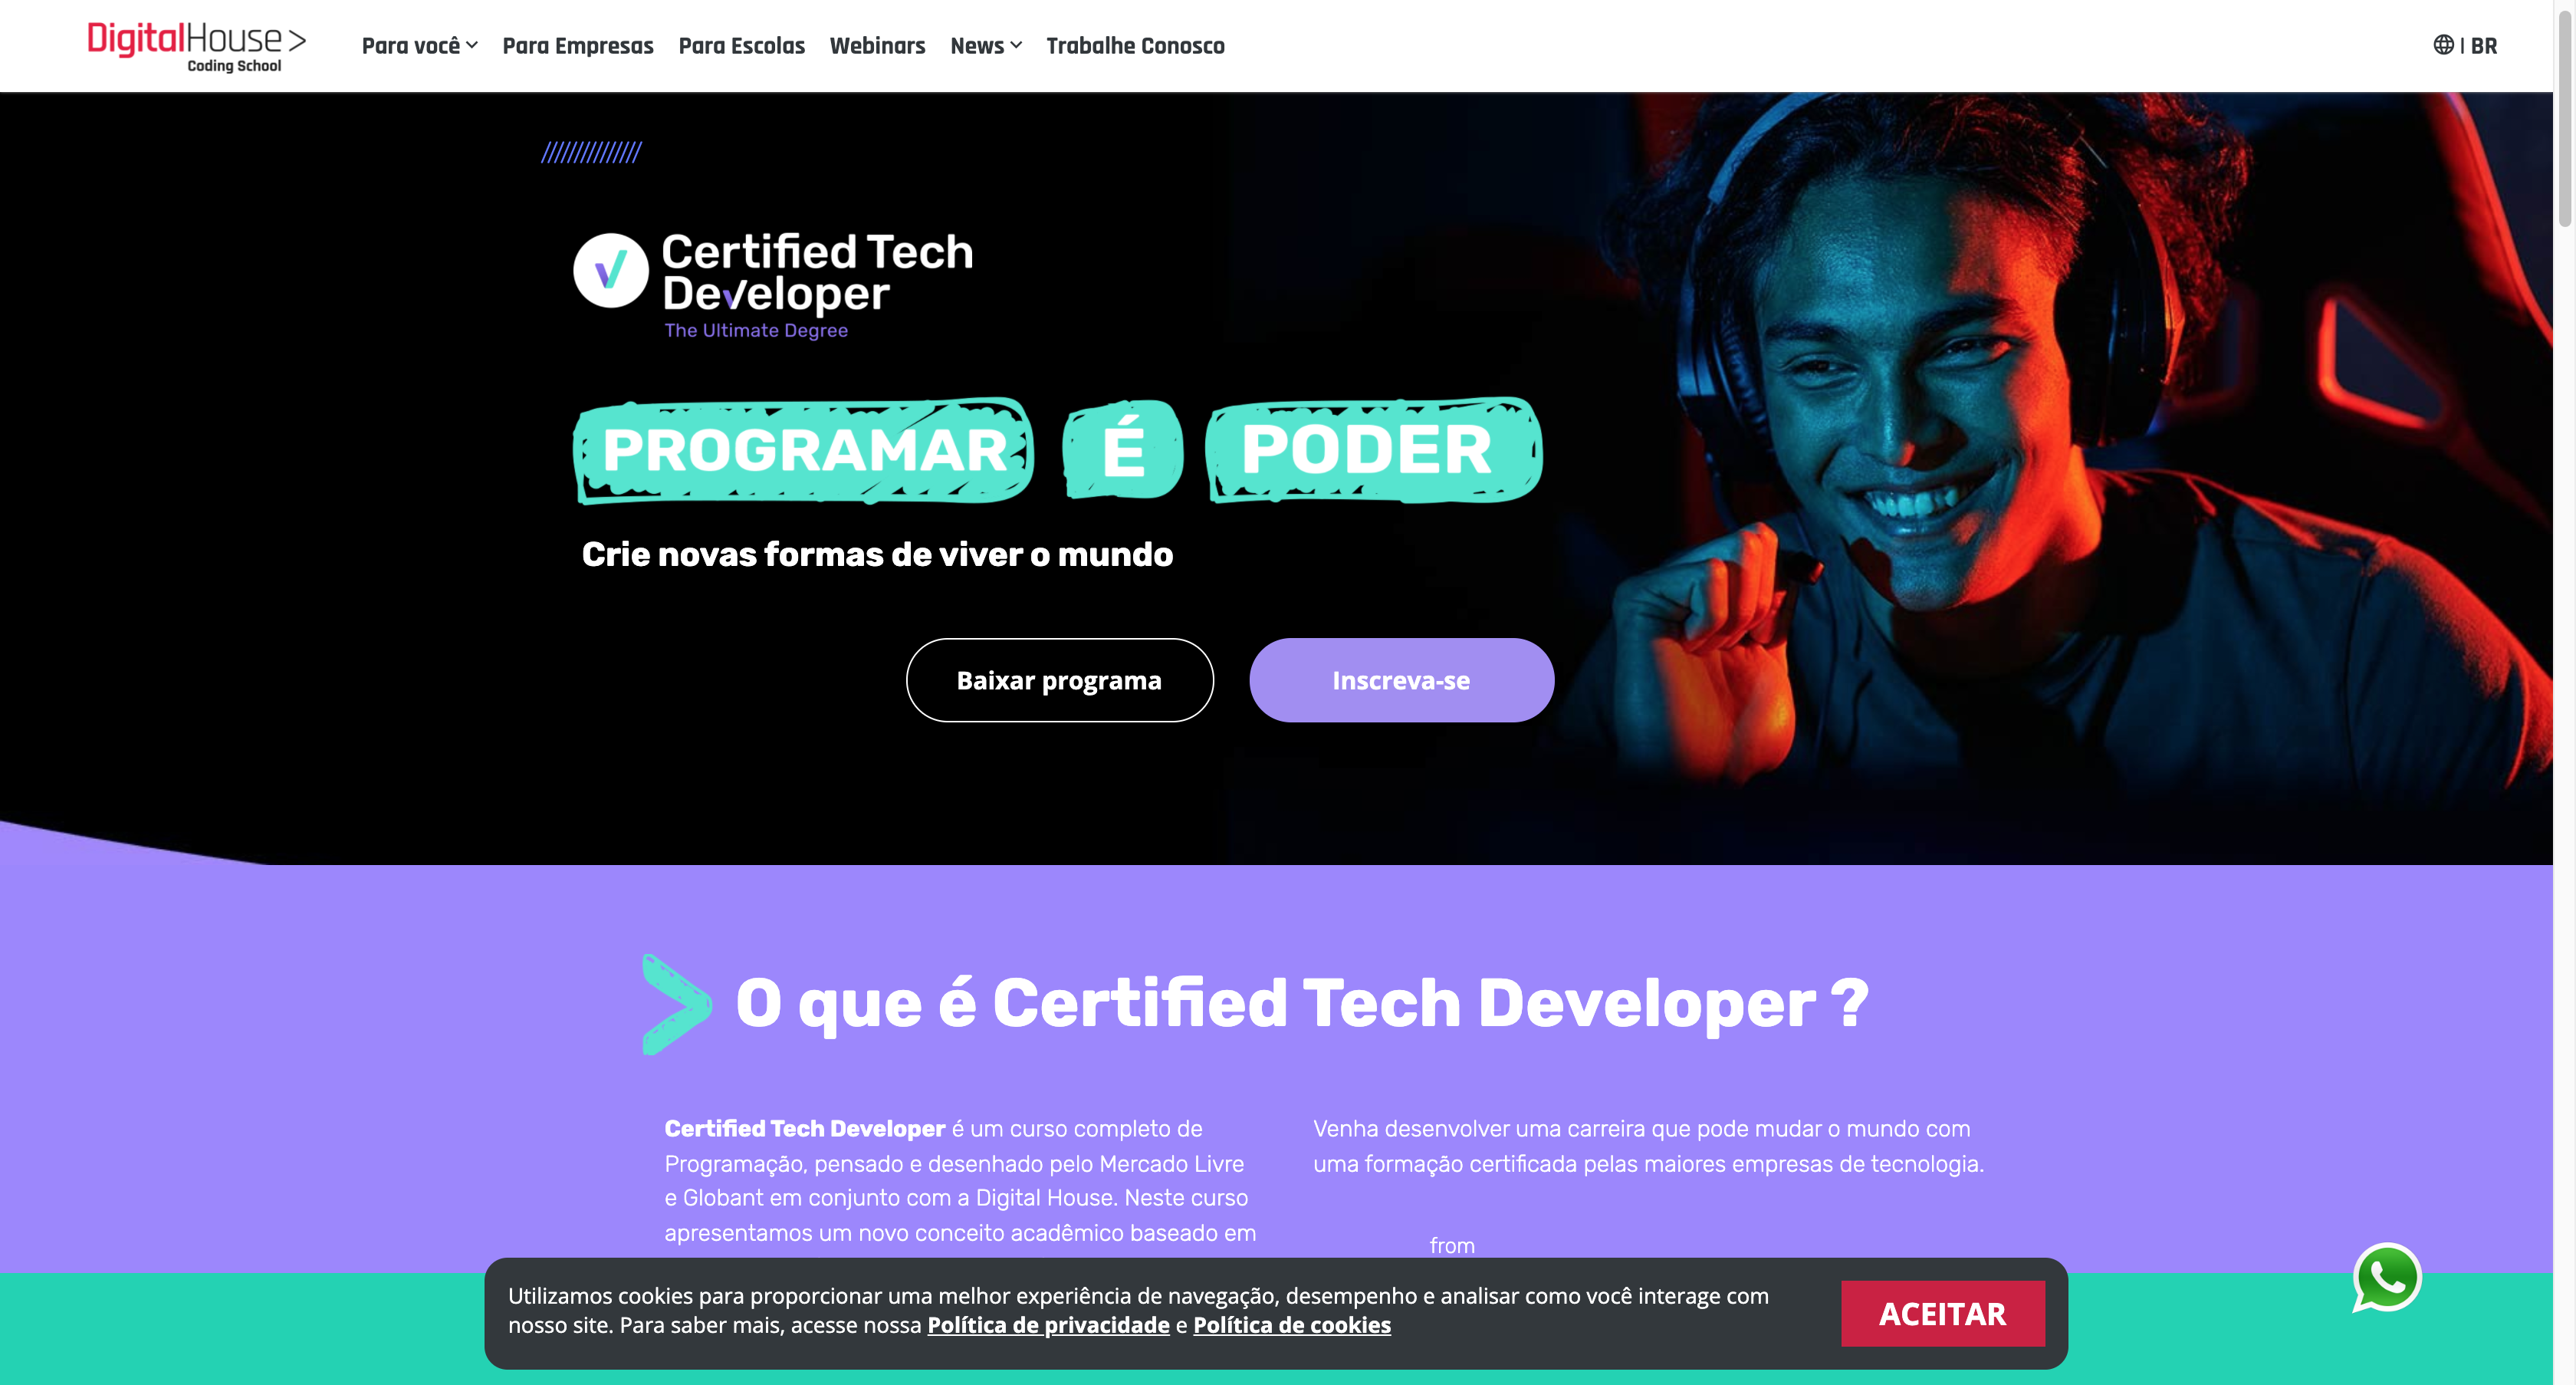 DigitalHouse >
Coding School
Para você
Para Empresas
Para Escolas
Webinars
News
Trabalhe Conosco
| BR
Certified Tech
Developer
The Ultimate Degree
PROGRAMAR É PODER
Crie novas formas de viver o mundo
Baixar programa
Inscreva-se
O que é Certified Tech Developer ?
Certified Tech Developer é um curso completo de
Programação, pensado e desenhado pelo Mercado Livre
e Globant em conjunto com a Digital House. Neste curso
apresentamos um novo conceito acadêmico baseado em
Venha desenvolver uma carreira que pode mudar o mundo com
uma formação certificada pelas maiores empresas de tecnologia.
from
Utilizamos cookies para proporcionar uma melhor experiência de navegação, desempenho e analisar como você interage com
nosso site. Para saber mais, acesse nossa Política de privacidade e Política de cookies
ACEITAR